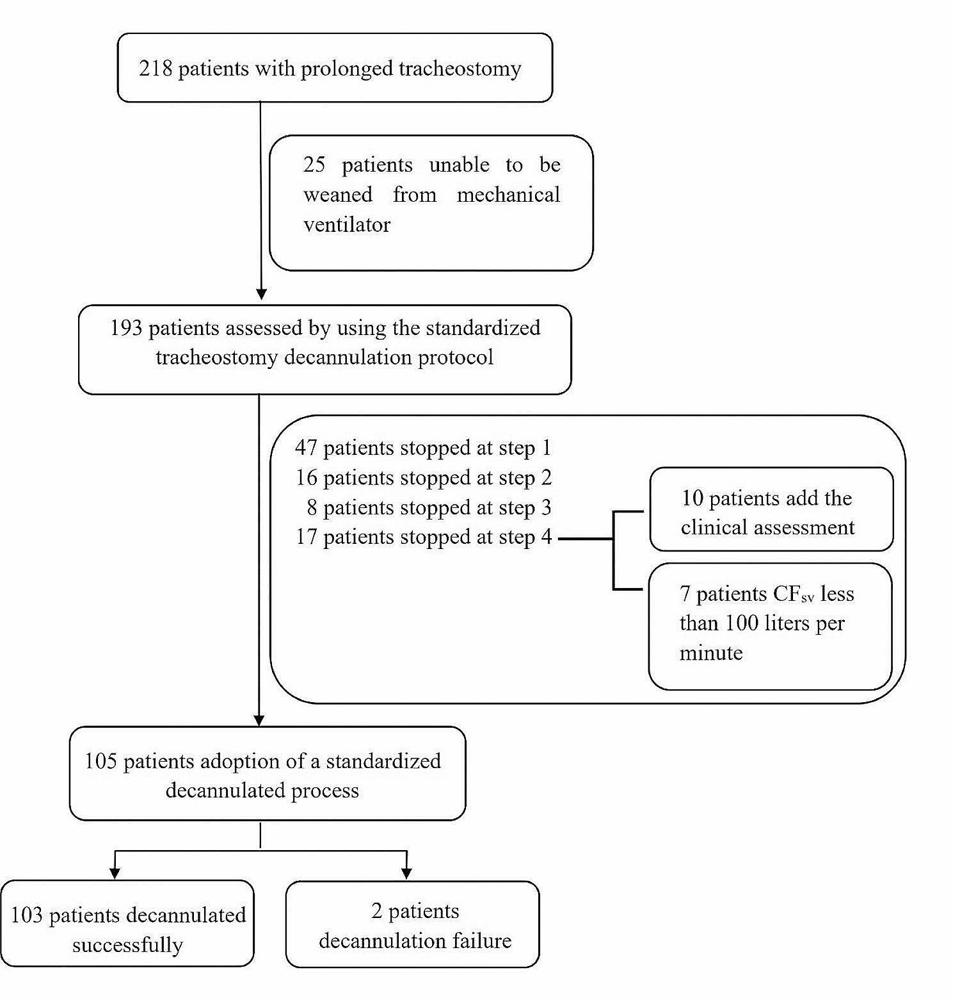 218 patients with prolonged tracheostomy
25 patients unable to be
weaned from mechanical
ventilator
193 patients assessed by using the standardized
tracheostomy decannulation protocol
47 patients stopped at step 1
16 patients stopped at step 2
8 patients stopped at step 3
17 patients stopped at step 4
10 patients add the
clinical assessment
7 patients CFsv less
than 100 liters per
minute
105 patients adoption of a standardized
decannulated process
103 patients decannulated
successfully
2 patients
decannulation failure